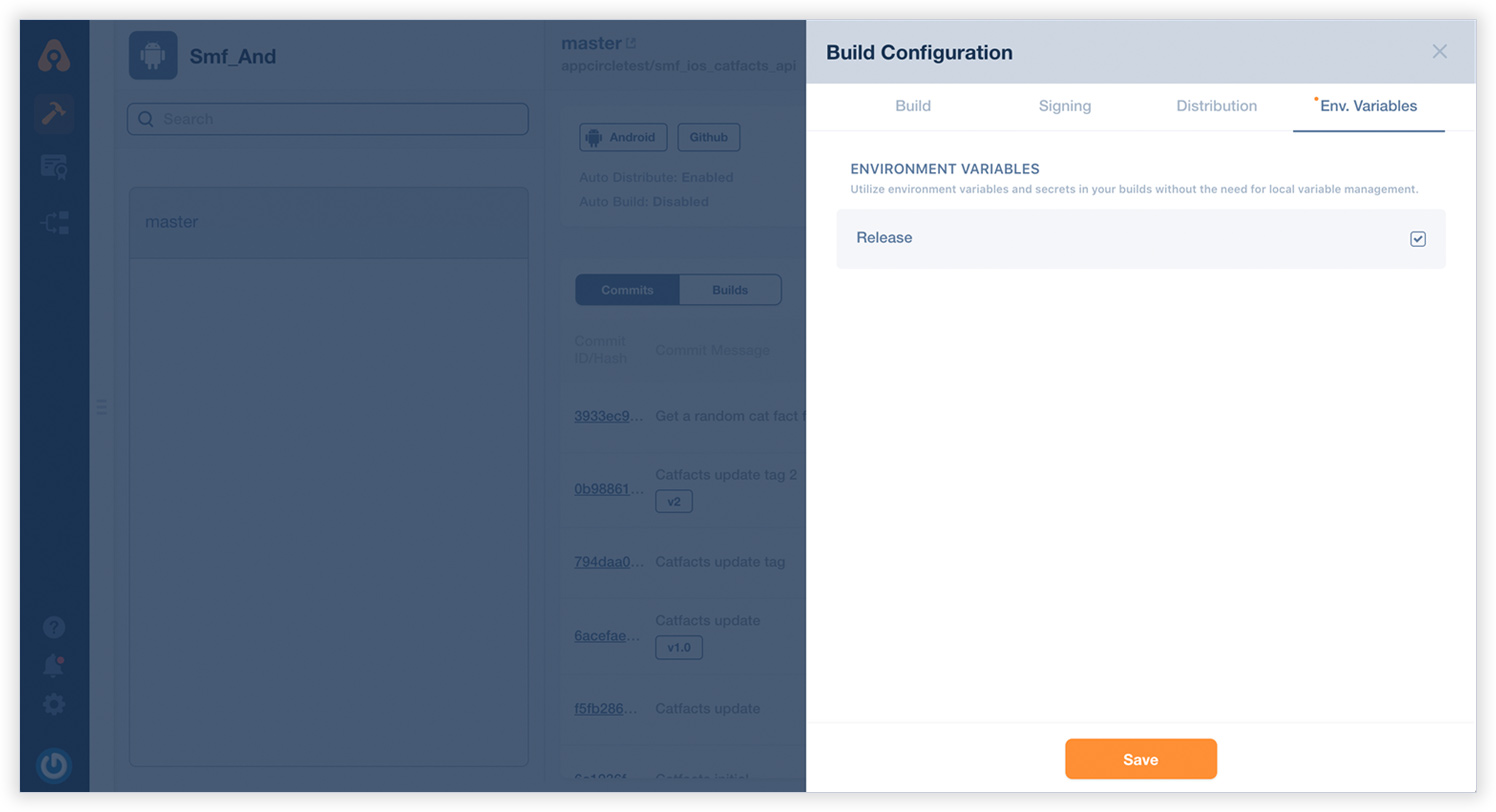 Smf_And
Search
master
master
appcircletest/smf_ios_catfacts_api
Android
Github
Auto Distribute: Enabled
Auto Build: Disabled
Commits
Builds
Commit
ID/Hash
Commit Message
3933ec9...
Get a random cat fact f
0b98861...
Catfacts update tag 2
v2
794daa0...
Catfacts update tag
6acefae...
Catfacts update
v1.0
f5fb286...
Catfacts update
Catfacts initial
Build Configuration
Build
Signing
Distribution
Env. Variables
ENVIRONMENT VARIABLES
Utilize environment variables and secrets in your builds without the need for local variable management.
Release
Save